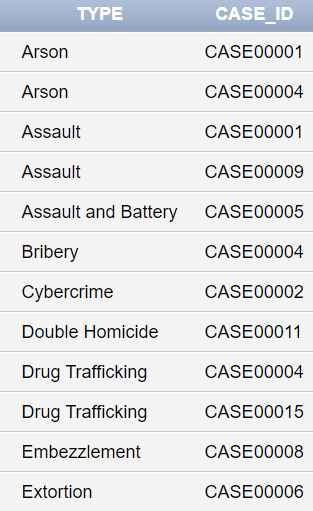 TYPE CASE_ID
Arson CASE00001
Arson CASE00004
Assault CASE00001
Assault CASE00009
Assault and Battery CASE00005
Bribery CASE00004
Cybercrime CASE00002
Double Homicide CASE00011
Drug Trafficking CASE00004
Drug Trafficking CASE00015
Embezzlement CASE00008
Extortion CASE00006